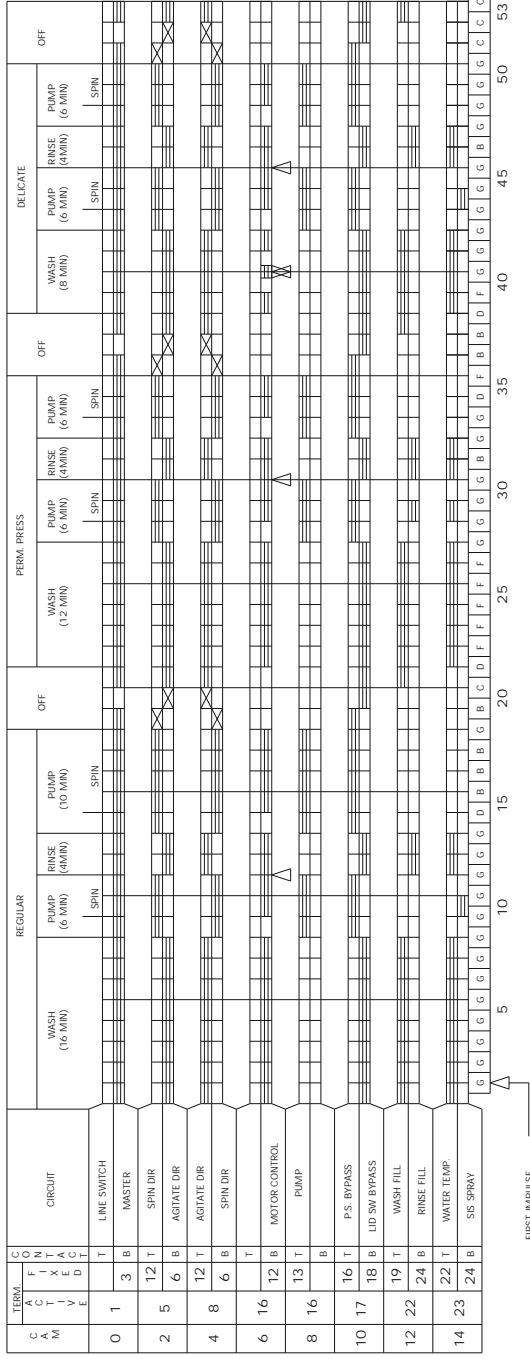 REGULAR PERM. PRESS DELICATE
WASH
(16 MIN)
PUMP
(6 MIN)
SPIN
RINSE
(4MIN)
PUMP
(10 MIN)
SPIN
OFF
WASH
(12 MIN)
PUMP
(6 MIN)
SPIN
RINSE
(4MIN)
PUMP
(6 MIN)
SPIN
OFF
WASH
(8 MIN)
PUMP
(6 MIN)
SPIN
RINSE
(4MIN)
PUMP
(6 MIN)
SPIN
OFF
CAM
TERM.
ACTIVE
FIXED
CONTACT
CIRCUIT
0 1 T LINE SWITCH
3 B MASTER
2 5 12 T SPIN DIR
6 B AGITATE DIR
4 8 12 T AGITATE DIR
6 B SPIN DIR
6 16 T
12 B MOTOR CONTROL
8 16 13 T PUMP
B
10 17 16 T P.S. BYPASS
18 B LID SW BYPASS
12 22 19 T WASH FILL
24 B RINSE FILL
14 23 22 T WATER TEMP.
24 B SIS SPRAY
G G G G G G G G G G G G G D B B B G B C D F F F F F G G G G B G G D F B B D F G G G G G G B G G G G C C C
5 10 15 20 25 30 35 40 45 50 53
FIRST IMPULSE